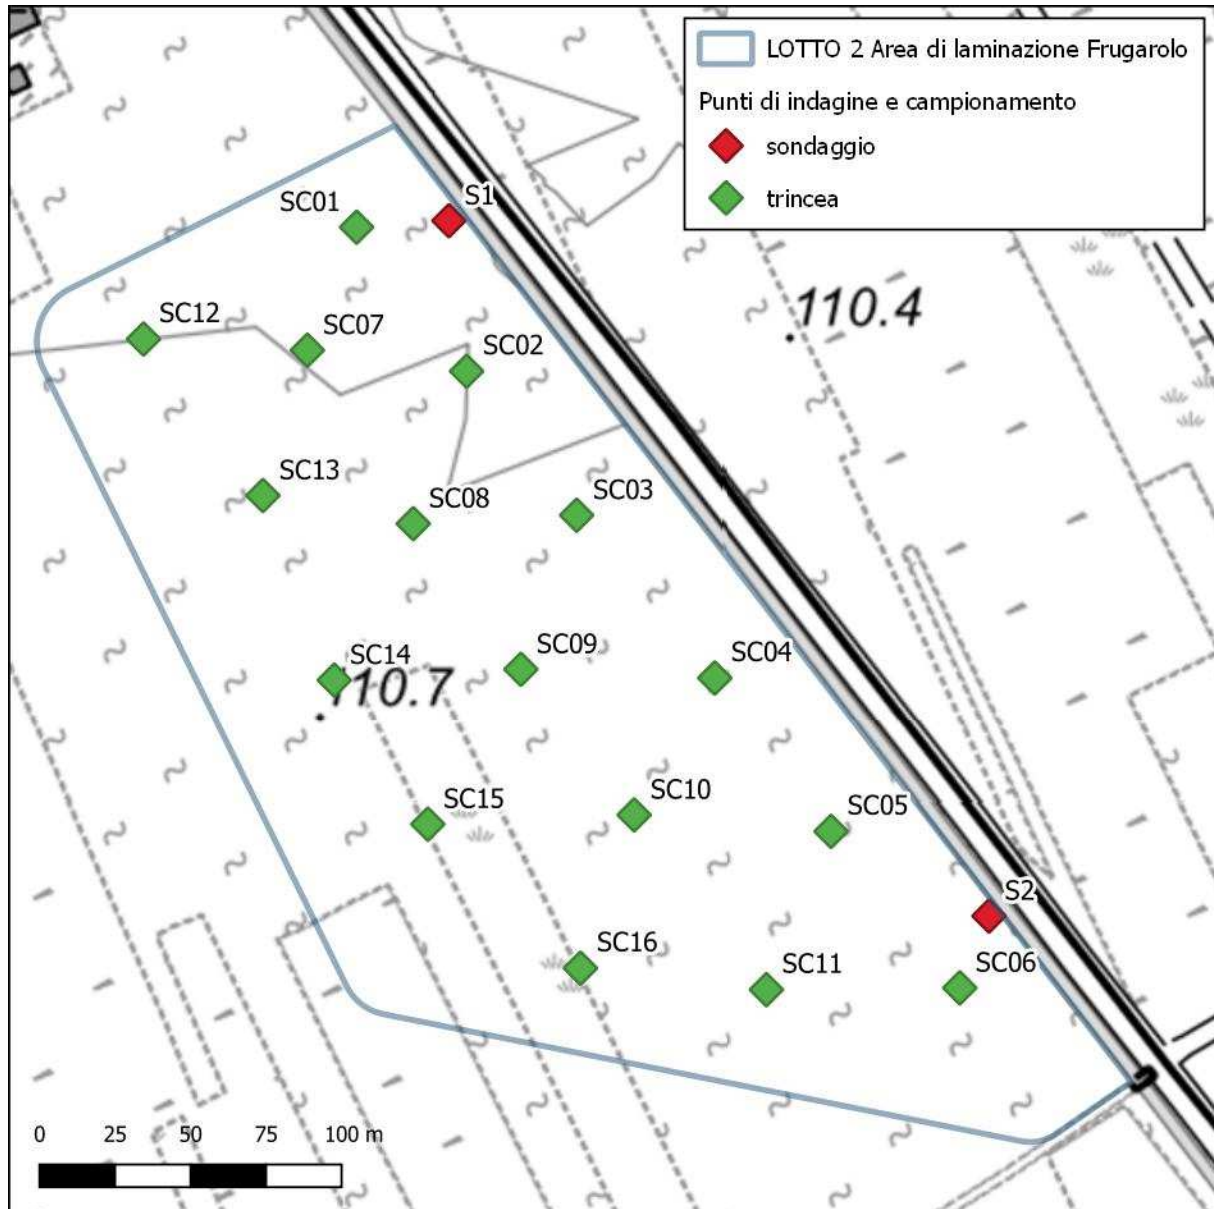 LOTTO 2 Area di laminazione Frugarolo
Punti di indagine e campionamento
sondaggio
trincea
S1
SC01
SC12
SC07
SC02
110.4
SC13
SC08
SC03
SC14
SC09
SC04
110.7
SC15
SC10
SC05
S2
SC16
SC11
SC06
0 25 50 75 100 m